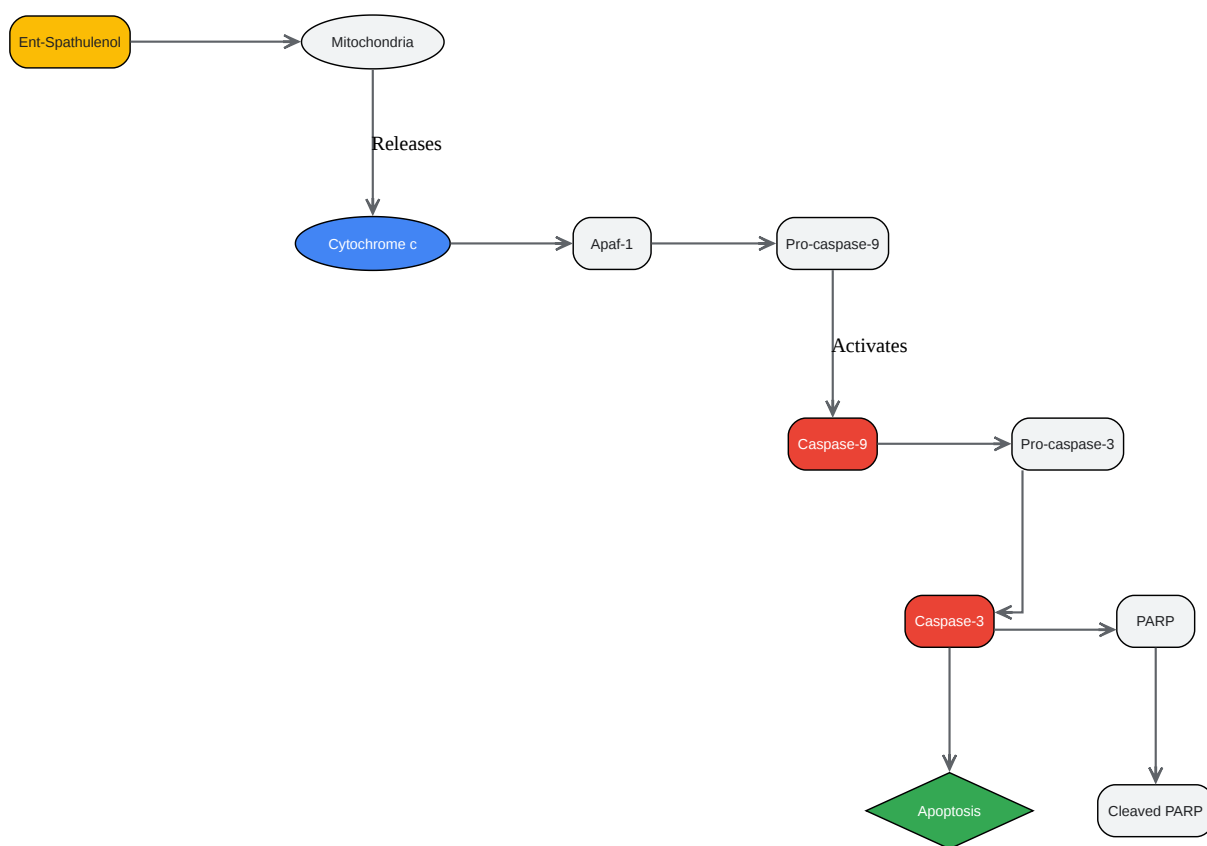 Ent-Spathulenol
Mitochondria
Releases
Cytochrome c
Apaf-1
Pro-caspase-9
Activates
Caspase-9
Pro-caspase-3
Caspase-3
PARP
Apoptosis
Cleaved PARP